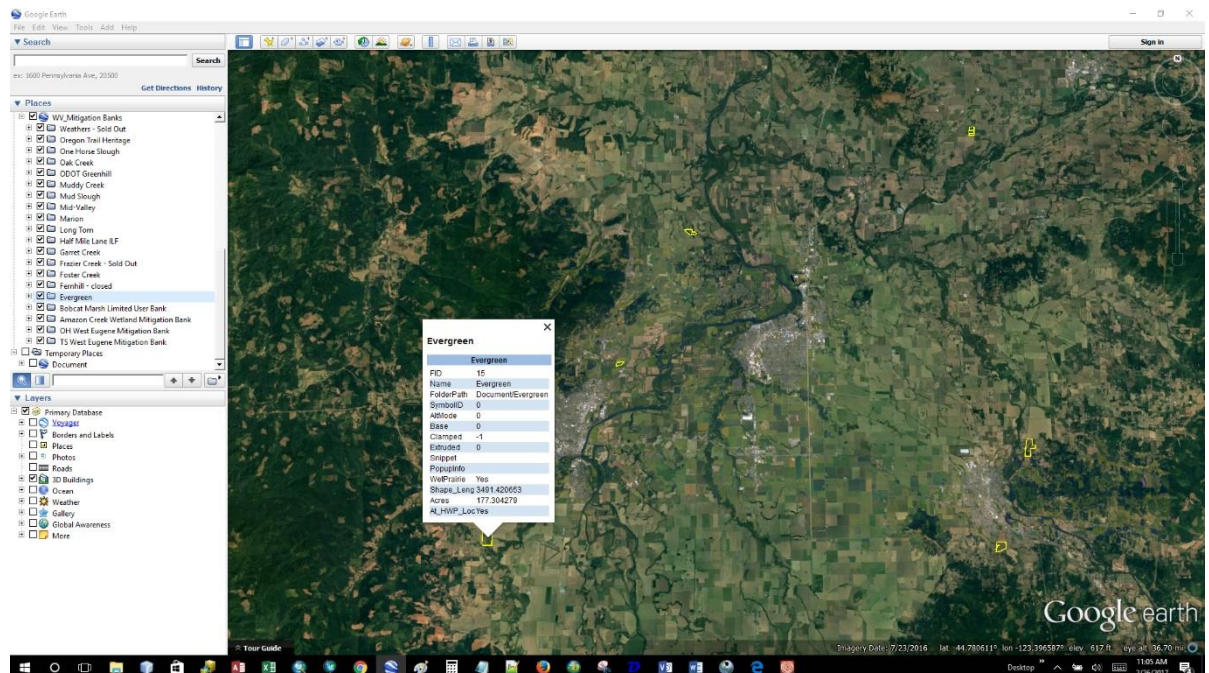 Google Earth
File Edit View Tools Add Help
Search
Search
ex: 1600 Pennsylvania Ave, 20500
Get Directions History
Places
WV_Mitigation Banks
Weathers - Sold Out
Oregon Trail Heritage
One Horse Slough
Oak Creek
ODOT Greenhill
Muddy Creek
Mud Slough
Mid-Valley
Marion
Long Tom
Half Mile Lane ILF
Garret Creek
Frazier Creek - Sold Out
Foster Creek
Fernhill - closed
Evergreen
Bobcat Marsh Limited User Bank
Amazon Creek Wetland Mitigation Bank
OH West Eugene Mitigation Bank
TS West Eugene Mitigation Bank
Temporary Places
Document
Layers
Primary Database
Voyager
Borders and Labels
Places
Photos
Roads
3D Buildings
Ocean
Weather
Gallery
Global Awareness
More
Sign in
N
Evergreen
Evergreen
FID 15
Name Evergreen
FolderPath Document/Evergreen
SymbolID 0
AltMode 0
Base 0
Clamped -1
Extruded 0
Snippet
PopupInfo
WetPrairie Yes
Shape_Leng 3491.420653
Acres 177.304279
At_HWP_Loc Yes
Google earth
Tour Guide
Imagery Date: 7/23/2016 lat 44.780611° lon -123.396587° elev 617 ft eye alt 36.70 mi
Desktop
11:05 AM